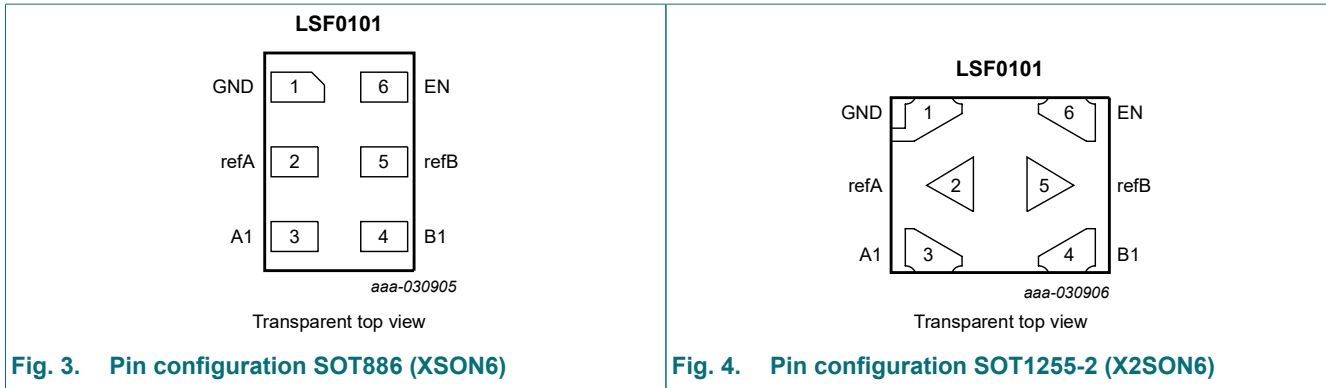 LSF0101
GND 1 6 EN
refA 2 5 refB
A1 3 4 B1
aaa-030905
Transparent top view
Fig. 3. Pin configuration SOT886 (XSON6)
LSF0101
GND 1 6 EN
refA 2 5 refB
A1 3 4 B1
aaa-030906
Transparent top view
Fig. 4. Pin configuration SOT1255-2 (X2SON6)